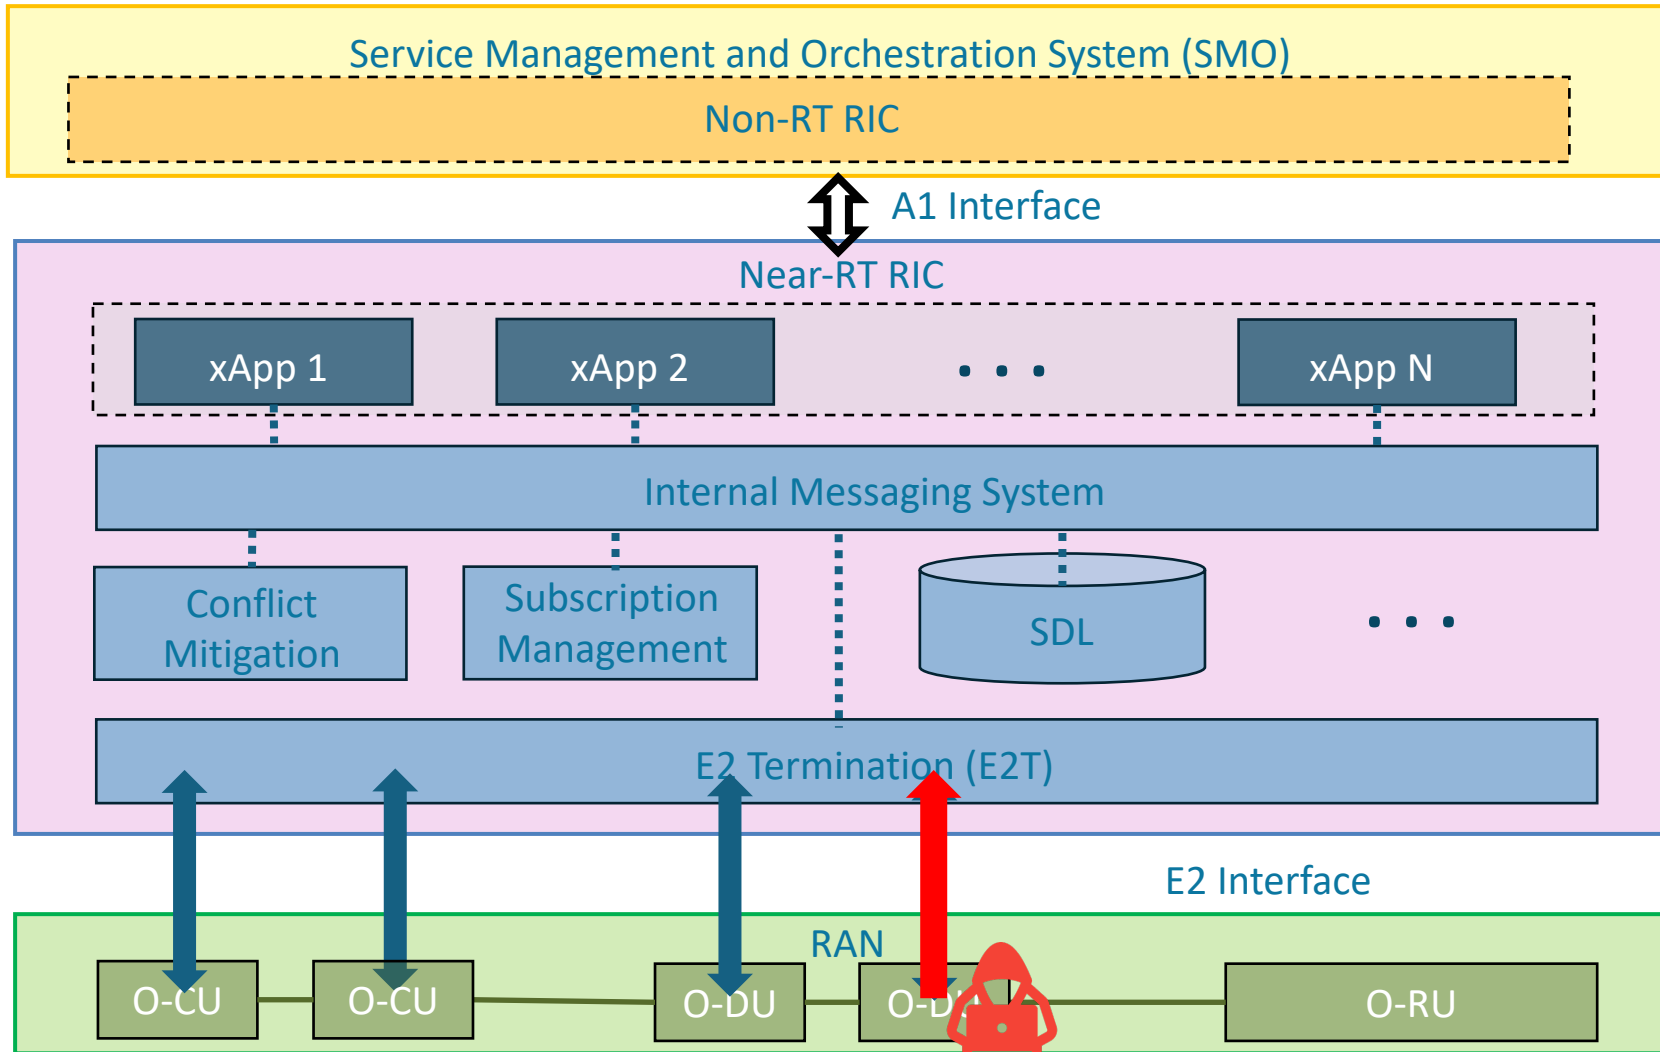 Service Management and Orchestration System (SMO)
Non-RT RIC
A1 Interface
Near-RT RIC
xApp 1
xApp 2
. . .
xApp N
Internal Messaging System
Conflict
Mitigation
Subscription
Management
SDL
. . .
E2 Termination (E2T)
E2 Interface
RAN
O-CU
O-CU
O-DU
O-DU
O-RU